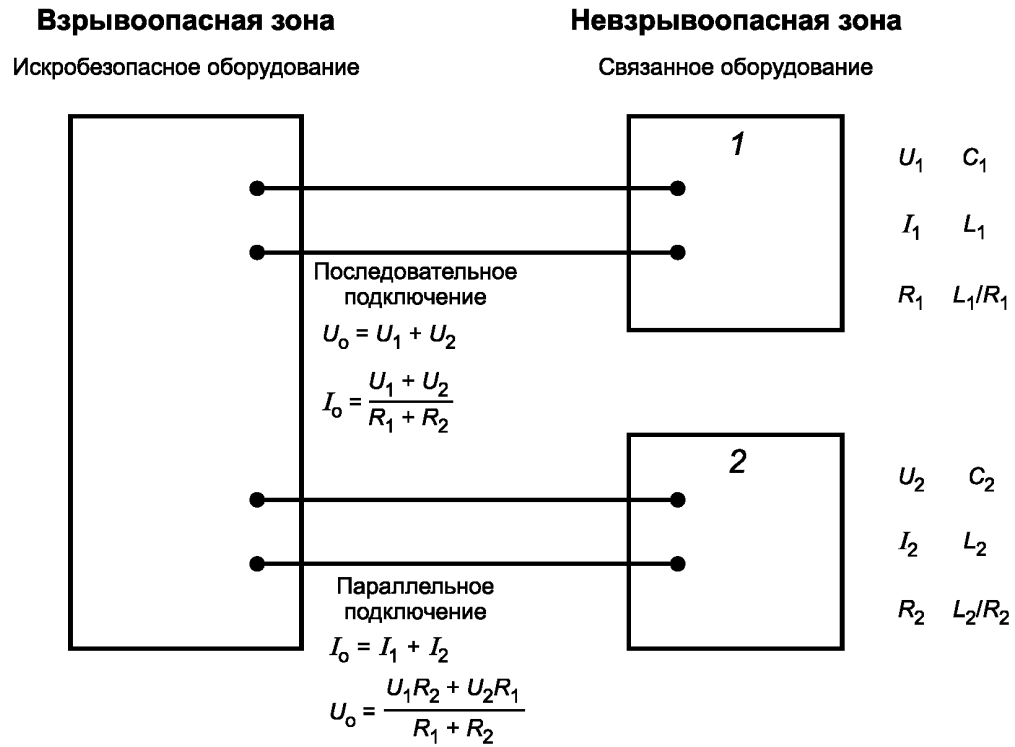 Взрывоопасная зона
Невзрывоопасная зона
Искробезопасное оборудование
Связанное оборудование
1
U₁ C₁
I₁ L₁
R₁ L₁/R₁
Последовательное
подключение
Uₒ = U₁ + U₂
Iₒ = (U₁ + U₂) / (R₁ + R₂)
2
U₂ C₂
I₂ L₂
R₂ L₂/R₂
Параллельное
подключение
Iₒ = I₁ + I₂
Uₒ = (U₁R₂ + U₂R₁) / (R₁ + R₂)